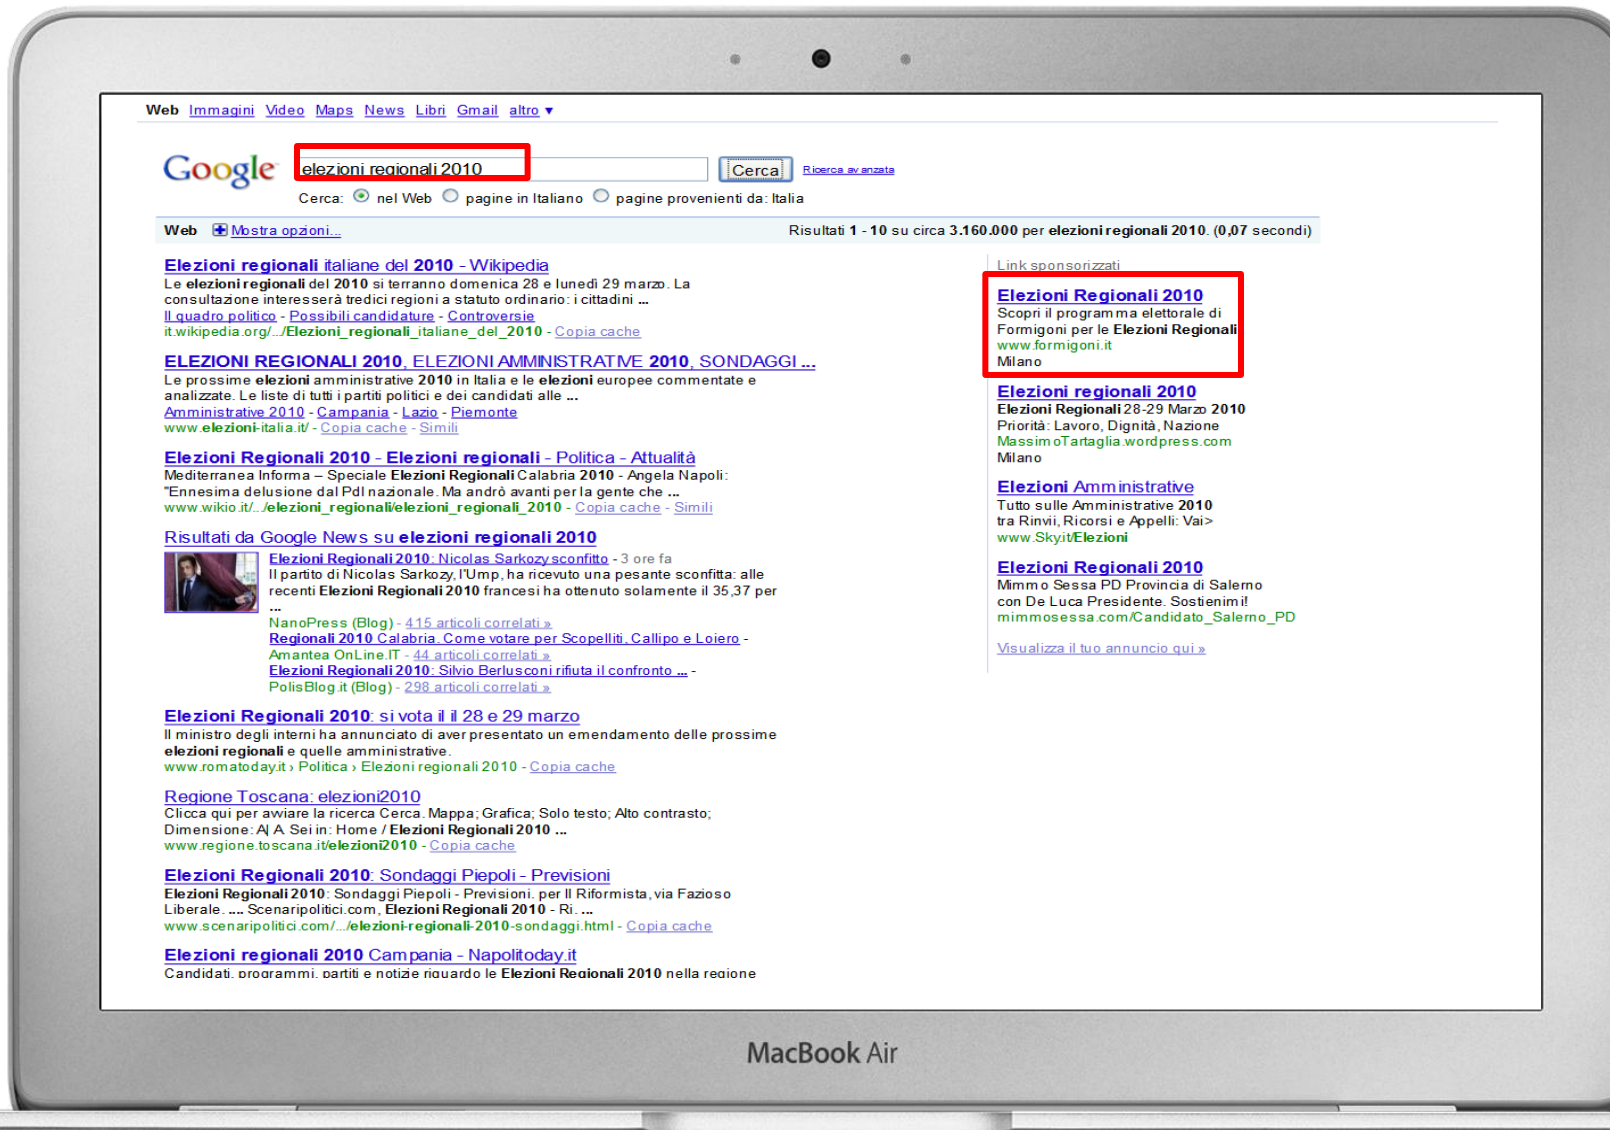 Web Immagini Video Maps News Libri Gmail altro ▼
Google
elezioni regionali 2010
Cerca
Ricerca avanzata
Cerca: nel Web pagine in Italiano pagine provenienti da: Italia
Web Mostra opzioni...
Risultati 1 - 10 su circa 3.160.000 per elezioni regionali 2010. (0,07 secondi)
Elezioni regionali italiane del 2010 - Wikipedia
Le elezioni regionali del 2010 si terranno domenica 28 e lunedì 29 marzo. La
consultazione interesserà tredici regioni a statuto ordinario: i cittadini ...
Il quadro politico - Possibili candidature - Controversie
it.wikipedia.org/.../Elezioni_regionali_italiane_del_2010 - Copia cache
ELEZIONI REGIONALI 2010, ELEZIONI AMMINISTRATIVE 2010, SONDAGGI ...
Le prossime elezioni amministrative 2010 in Italia e le elezioni europee commentate e
analizzate. Le liste di tutti i partiti politici e dei candidati alle ...
Amministrative 2010 - Campania - Lazio - Piemonte
www.elezioni-italia.it/ - Copia cache - Simili
Elezioni Regionali 2010 - Elezioni regionali - Politica - Attualità
Mediterranea Informa – Speciale Elezioni Regionali Calabria 2010 - Angela Napoli:
"Ennesima delusione dal Pdl nazionale. Ma andrò avanti per la gente che ...
www.wikio.it/.../elezioni_regionali/elezioni_regionali_2010 - Copia cache - Simili
Risultati da Google News su elezioni regionali 2010
Elezioni Regionali 2010: Nicolas Sarkozy sconfitto - 3 ore fa
Il partito di Nicolas Sarkozy, l'Ump, ha ricevuto una pesante sconfitta: alle
recenti Elezioni Regionali 2010 francesi ha ottenuto solamente il 35,37 per
...
NanoPress (Blog) - 415 articoli correlati »
Regionali 2010 Calabria. Come votare per Scopelliti, Callipo e Loiero -
Amantea OnLine.IT - 44 articoli correlati »
Elezioni Regionali 2010: Silvio Berlusconi rifiuta il confronto ... -
PolisBlog.it (Blog) - 298 articoli correlati »
Elezioni Regionali 2010: si vota il il 28 e 29 marzo
Il ministro degli interni ha annunciato di aver presentato un emendamento delle prossime
elezioni regionali e quelle amministrative.
www.romatoday.it › Politica › Elezioni regionali 2010 - Copia cache
Regione Toscana: elezioni2010
Clicca qui per avviare la ricerca Cerca. Mappa; Grafica; Solo testo; Alto contrasto;
Dimensione: A| A. Sei in: Home / Elezioni Regionali 2010 ...
www.regione.toscana.it/elezioni2010 - Copia cache
Elezioni Regionali 2010: Sondaggi Piepoli - Previsioni
Elezioni Regionali 2010: Sondaggi Piepoli - Previsioni. per Il Riformista, via Fazioso
Liberale. .... Scenaripolitici.com, Elezioni Regionali 2010 - Ri. ...
www.scenaripolitici.com/.../elezioni-regionali-2010-sondaggi.html - Copia cache
Elezioni regionali 2010 Campania - Napolitoday.it
Candidati, programmi, partiti e notizie riguardo le Elezioni Regionali 2010 nella regione
Link sponsorizzati
Elezioni Regionali 2010
Scopri il programma elettorale di
Formigoni per le Elezioni Regionali
www.formigoni.it
Milano
Elezioni regionali 2010
Elezioni Regionali 28-29 Marzo 2010
Priorità: Lavoro, Dignità, Nazione
MassimoTartaglia.wordpress.com
Milano
Elezioni Amministrative
Tutto sulle Amministrative 2010
tra Rinvii, Ricorsi e Appelli: Vai>
www.Sky.it/Elezioni
Elezioni Regionali 2010
Mimmo Sessa PD Provincia di Salerno
con De Luca Presidente. Sostienimi!
mimmosessa.com/Candidato_Salerno_PD
Visualizza il tuo annuncio qui »
MacBook Air